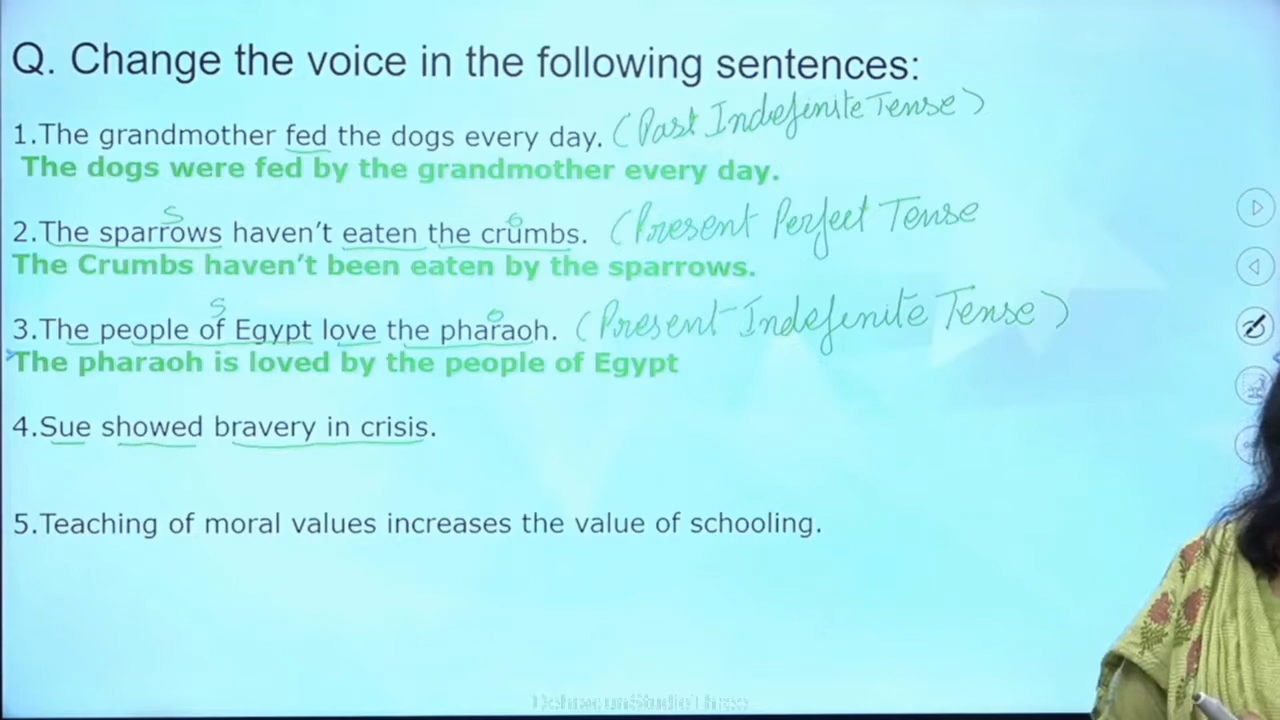 Q. Change the voice in the following sentences:
1.The grandmother fed the dogs every day. (Past Indefenite Tense)
The dogs were fed by the grandmother every day.
S o
2.The sparrows haven't eaten the crumbs. (Present Perfect Tense
The Crumbs haven't been eaten by the sparrows.
S o
3.The people of Egypt love the pharaoh. (Present Indefenite Tense)
The pharaoh is loved by the people of Egypt
4.Sue showed bravery in crisis.
5.Teaching of moral values increases the value of schooling.